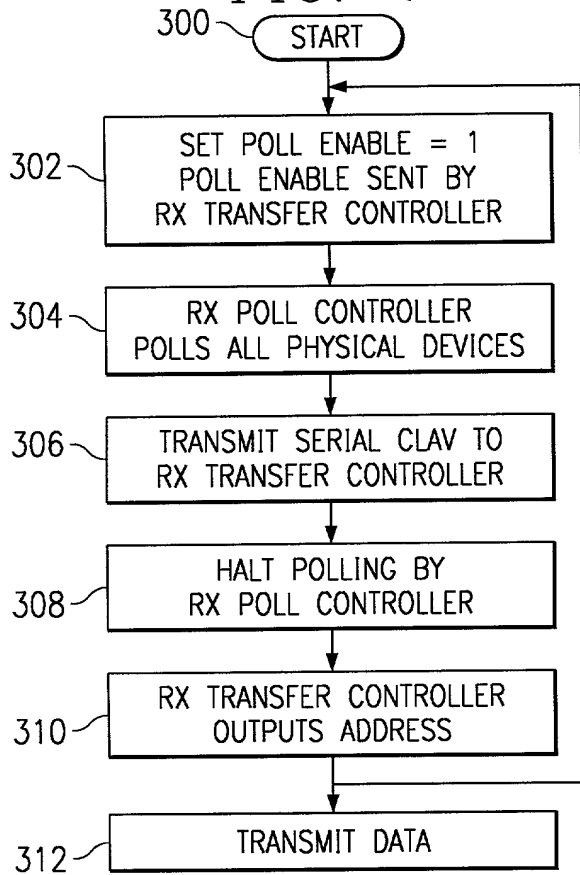 300
START
302
SET POLL ENABLE = 1
POLL ENABLE SENT BY
RX TRANSFER CONTROLLER
304
RX POLL CONTROLLER
POLLS ALL PHYSICAL DEVICES
306
TRANSMIT SERIAL CLAV TO
RX TRANSFER CONTROLLER
308
HALT POLLING BY
RX POLL CONTROLLER
310
RX TRANSFER CONTROLLER
OUTPUTS ADDRESS
312
TRANSMIT DATA